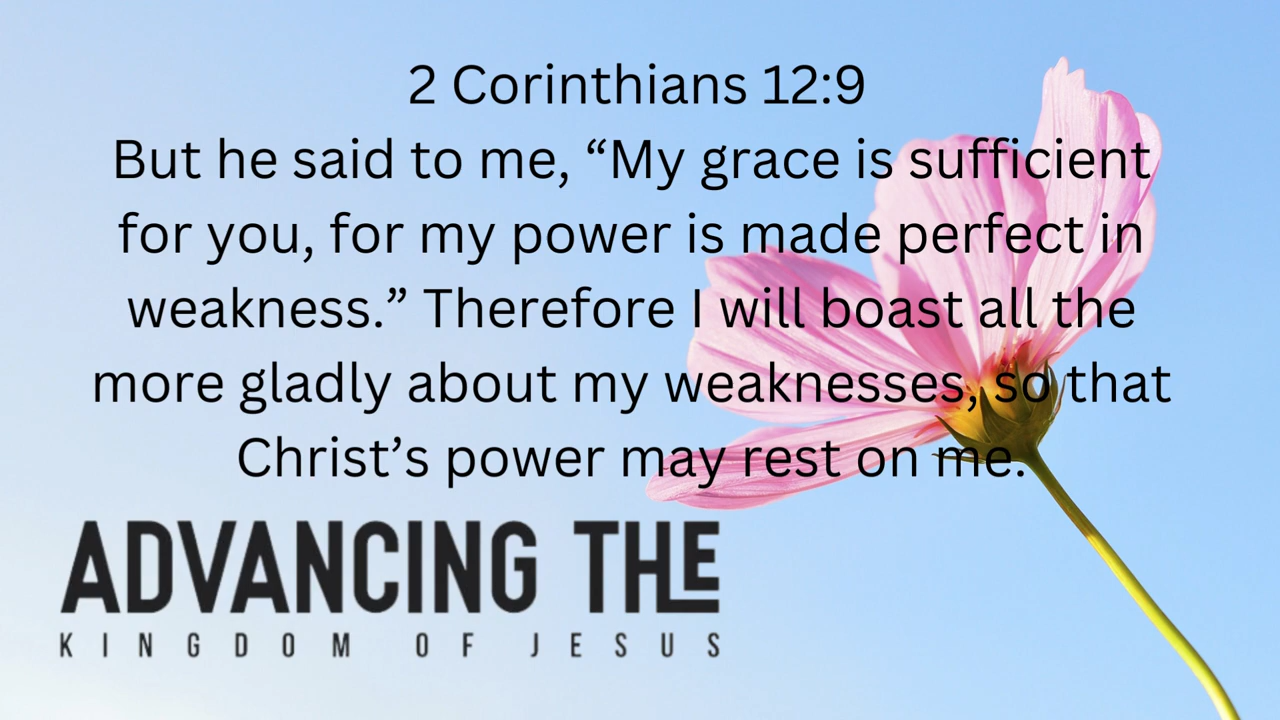 2 Corinthians 12:9
But he said to me, “My grace is sufficient
for you, for my power is made perfect in
weakness.” Therefore I will boast all the
more gladly about my weaknesses, so that
Christ’s power may rest on me.
ADVANCING THE
KINGDOM OF JESUS